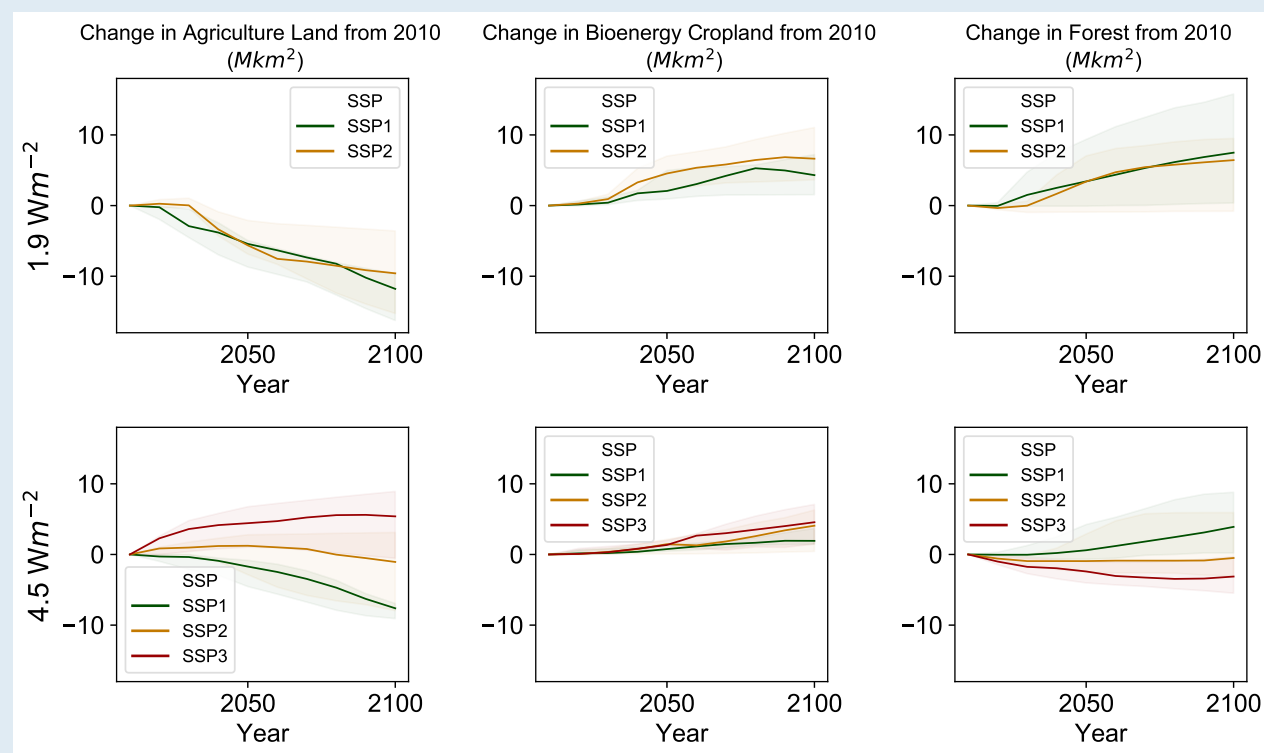 Change in Agriculture Land from 2010
(Mkm²)
Change in Bioenergy Cropland from 2010
(Mkm²)
Change in Forest from 2010
(Mkm²)
1.9 Wm⁻²
10
0
−10
SSP
SSP1
SSP2
2050
2100
Year
10
0
−10
SSP
SSP1
SSP2
2050
2100
Year
10
0
−10
SSP
SSP1
SSP2
2050
2100
Year
4.5 Wm⁻²
10
0
−10
SSP
SSP1
SSP2
SSP3
2050
2100
Year
10
0
−10
SSP
SSP1
SSP2
SSP3
2050
2100
Year
10
0
−10
SSP
SSP1
SSP2
SSP3
2050
2100
Year